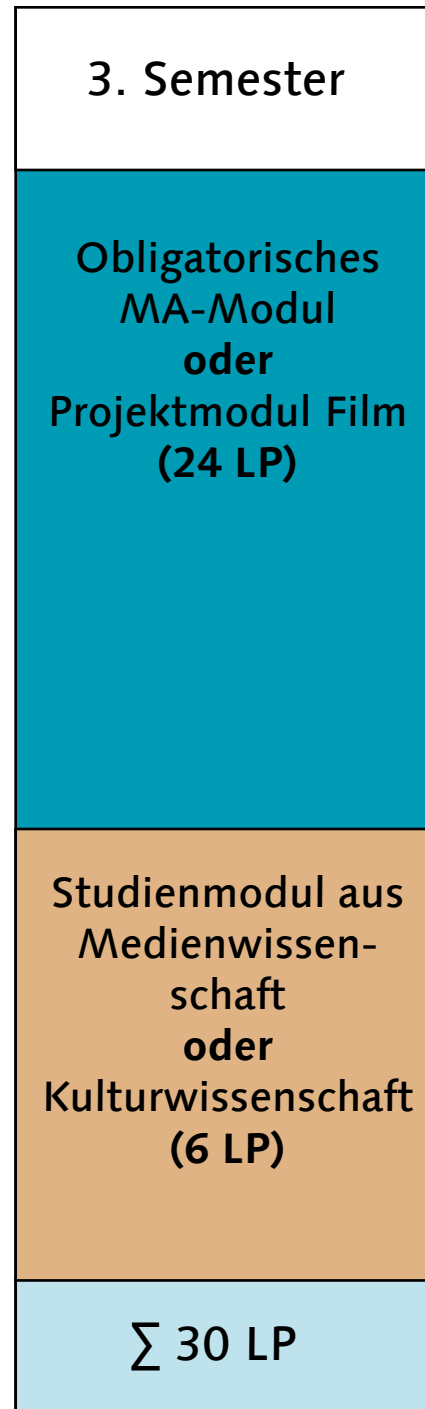 3. Semester
Obligatorisches
MA-Modul
oder
Projektmodul Film
(24 LP)
Studienmodul aus
Medienwissen-
schaft
oder
Kulturwissenschaft
(6 LP)
∑ 30 LP